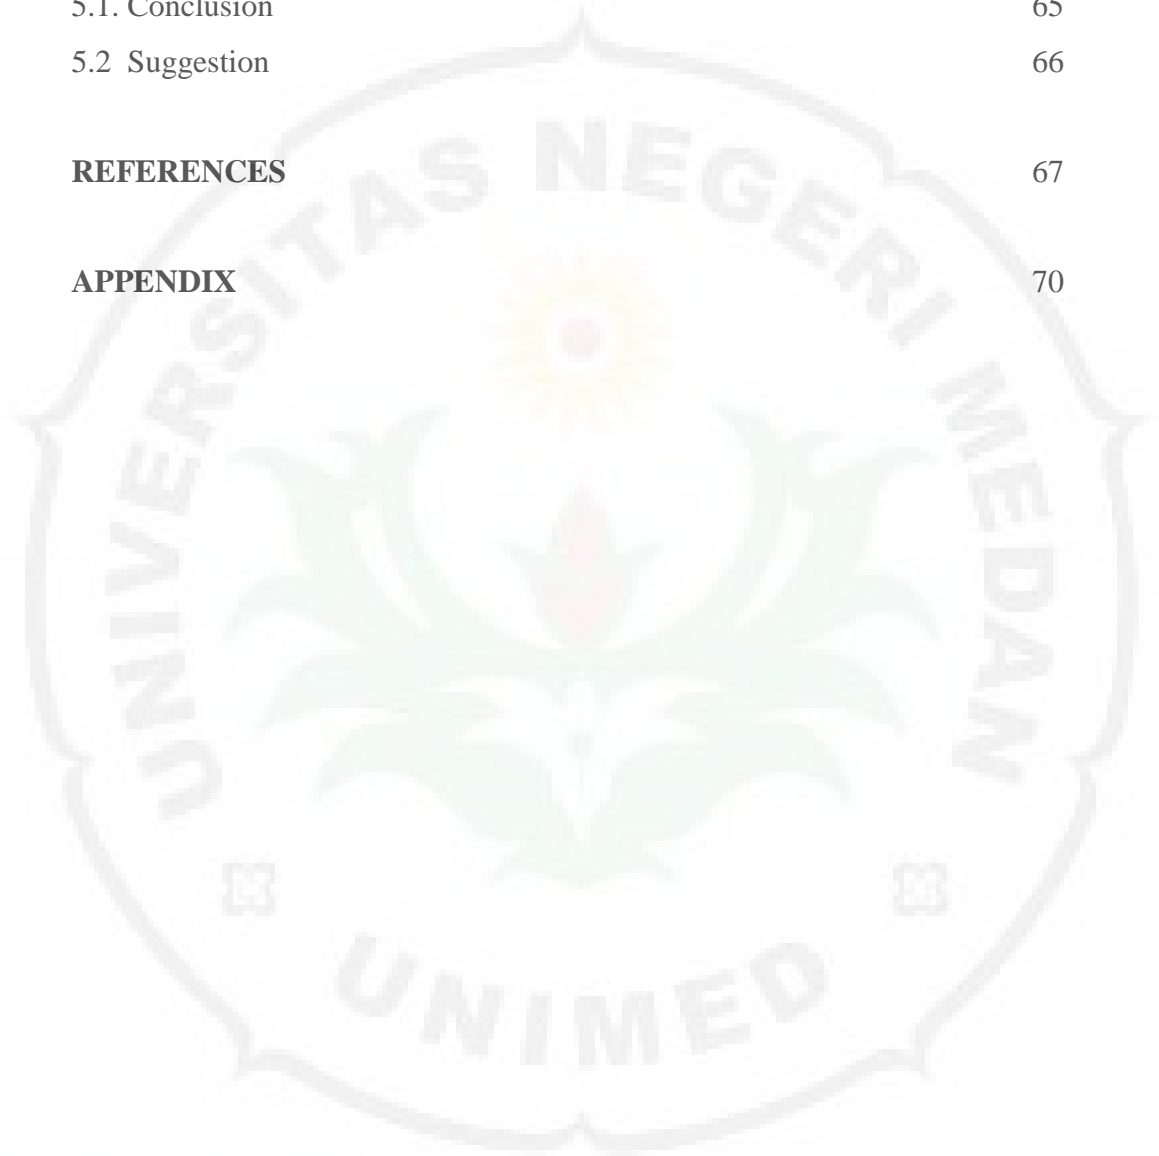 5.1. Conclusion 65
5.2 Suggestion 66
REFERENCES 67
APPENDIX 70
UNIVERSITAS NEGERI MEDAN
UNIMED